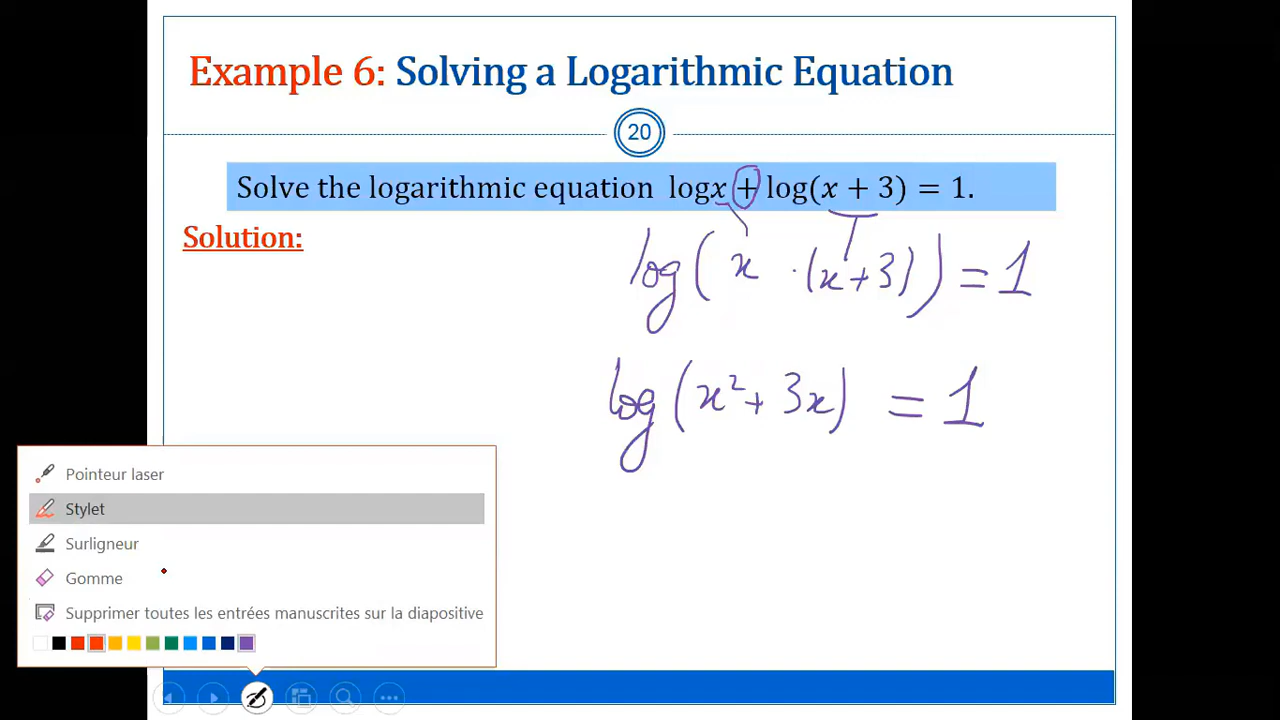 Example 6: Solving a Logarithmic Equation
20
Solve the logarithmic equation logx + log(x + 3) = 1.
Solution:
log(x · (x+3)) = 1
log(x² + 3x) = 1
Pointeur laser
Stylet
Surligneur
Gomme
Supprimer toutes les entrées manuscrites sur la diapositive